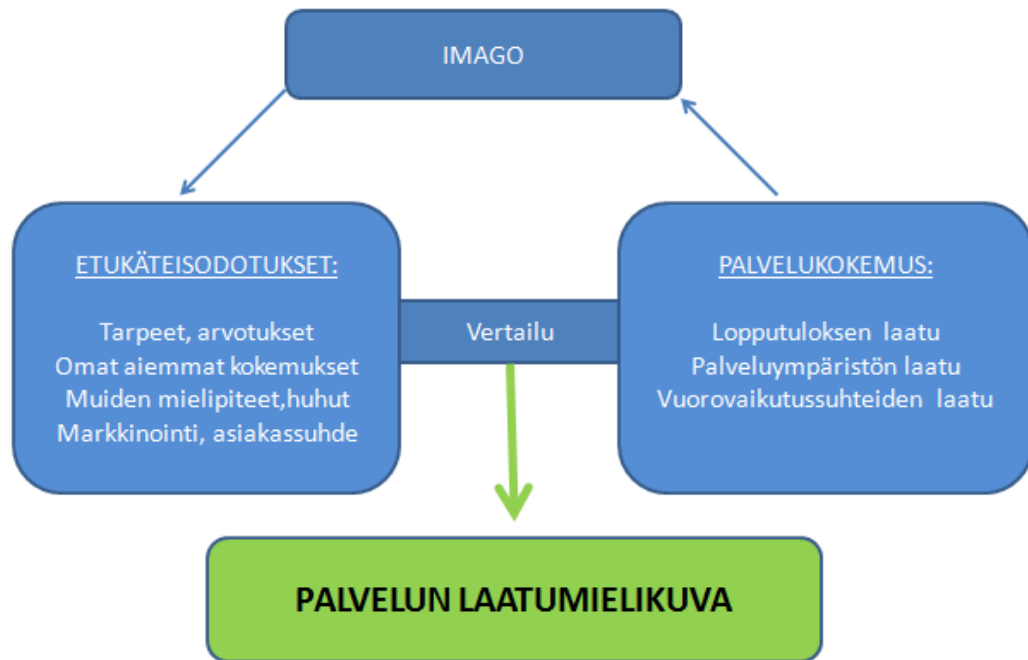 IMAGO
ETUKÄTEISODOTUKSET:
Tarpeet, arvotukset
Omat aiemmat kokemukset
Muiden mielipiteet,huhut
Markkinointi, asiakassuhde
Vertailu
PALVELUKOKEMUS:
Lopputuloksen laatu
Palveluympäristön laatu
Vuorovaikutussuhteiden laatu
PALVELUN LAATUMIELIKUVA